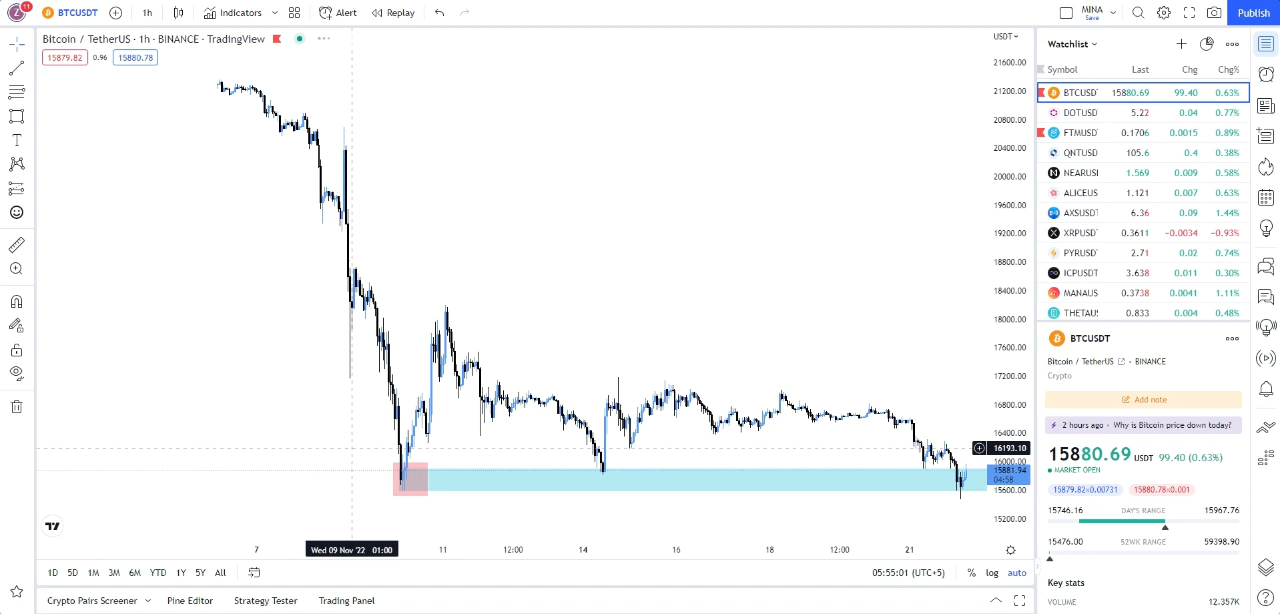 11 BTCUSDT 1h Indicators Alert Replay MINA Save Publish
Bitcoin / TetherUS · 1h · BINANCE · TradingView
15879.82 0.96 15880.78
USDT
21600.00
21200.00
20800.00
20400.00
20000.00
19600.00
19200.00
18800.00
18400.00
18000.00
17600.00
17200.00
16800.00
16400.00
16193.10
16000.00
15881.94
04:58
15600.00
15200.00
7 Wed 09 Nov '22 01:00 11 12:00 14 16 18 12:00 21
1D 5D 1M 3M 6M YTD 1Y 5Y All 05:55:01 (UTC+5) % log auto
Crypto Pairs Screener Pine Editor Strategy Tester Trading Panel
Watchlist
Symbol Last Chg Chg%
BTCUSDT 15880.69 99.40 0.63%
DOTUSD 5.22 0.04 0.77%
FTMUSD 0.1706 0.0015 0.89%
QNTUSD 105.6 0.4 0.38%
NEARUSI 1.569 0.009 0.58%
ALICEUS 1.121 0.007 0.63%
AXSUSDT 6.36 0.09 1.44%
XRPUSD 0.3611 −0.0034 −0.93%
PYRUSD 2.71 0.02 0.74%
ICPUSDT 3.638 0.011 0.30%
MANAUS 0.3738 0.0041 1.11%
THETAU 0.833 0.004 0.48%
BTCUSDT
Bitcoin / TetherUS · BINANCE
Crypto
Add note
2 hours ago · Why is Bitcoin price down today?
15880.69 USDT 99.40 (0.63%)
MARKET OPEN
15879.82×0.00731 15880.78×0.001
15746.16 DAY'S RANGE 15967.76
15476.00 52WK RANGE 59398.90
Key stats
VOLUME 12.357K